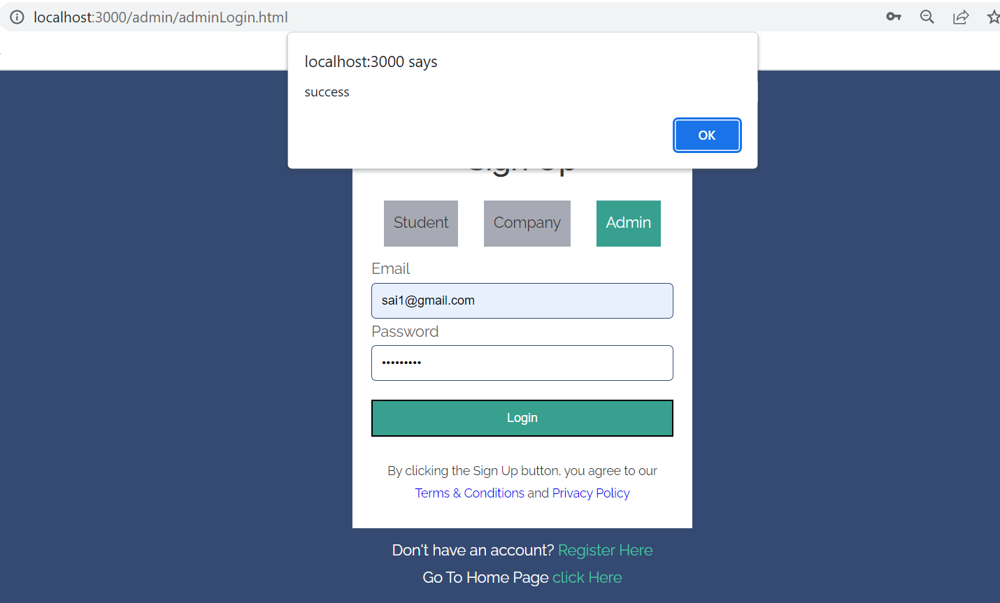 localhost:3000/admin/adminLogin.html
localhost:3000 says
success
OK
Sign Up
Student Company Admin
Email
sai1@gmail.com
Password
•••••••••
Login
By clicking the Sign Up button, you agree to our
Terms & Conditions and Privacy Policy
Don't have an account? Register Here
Go To Home Page click Here